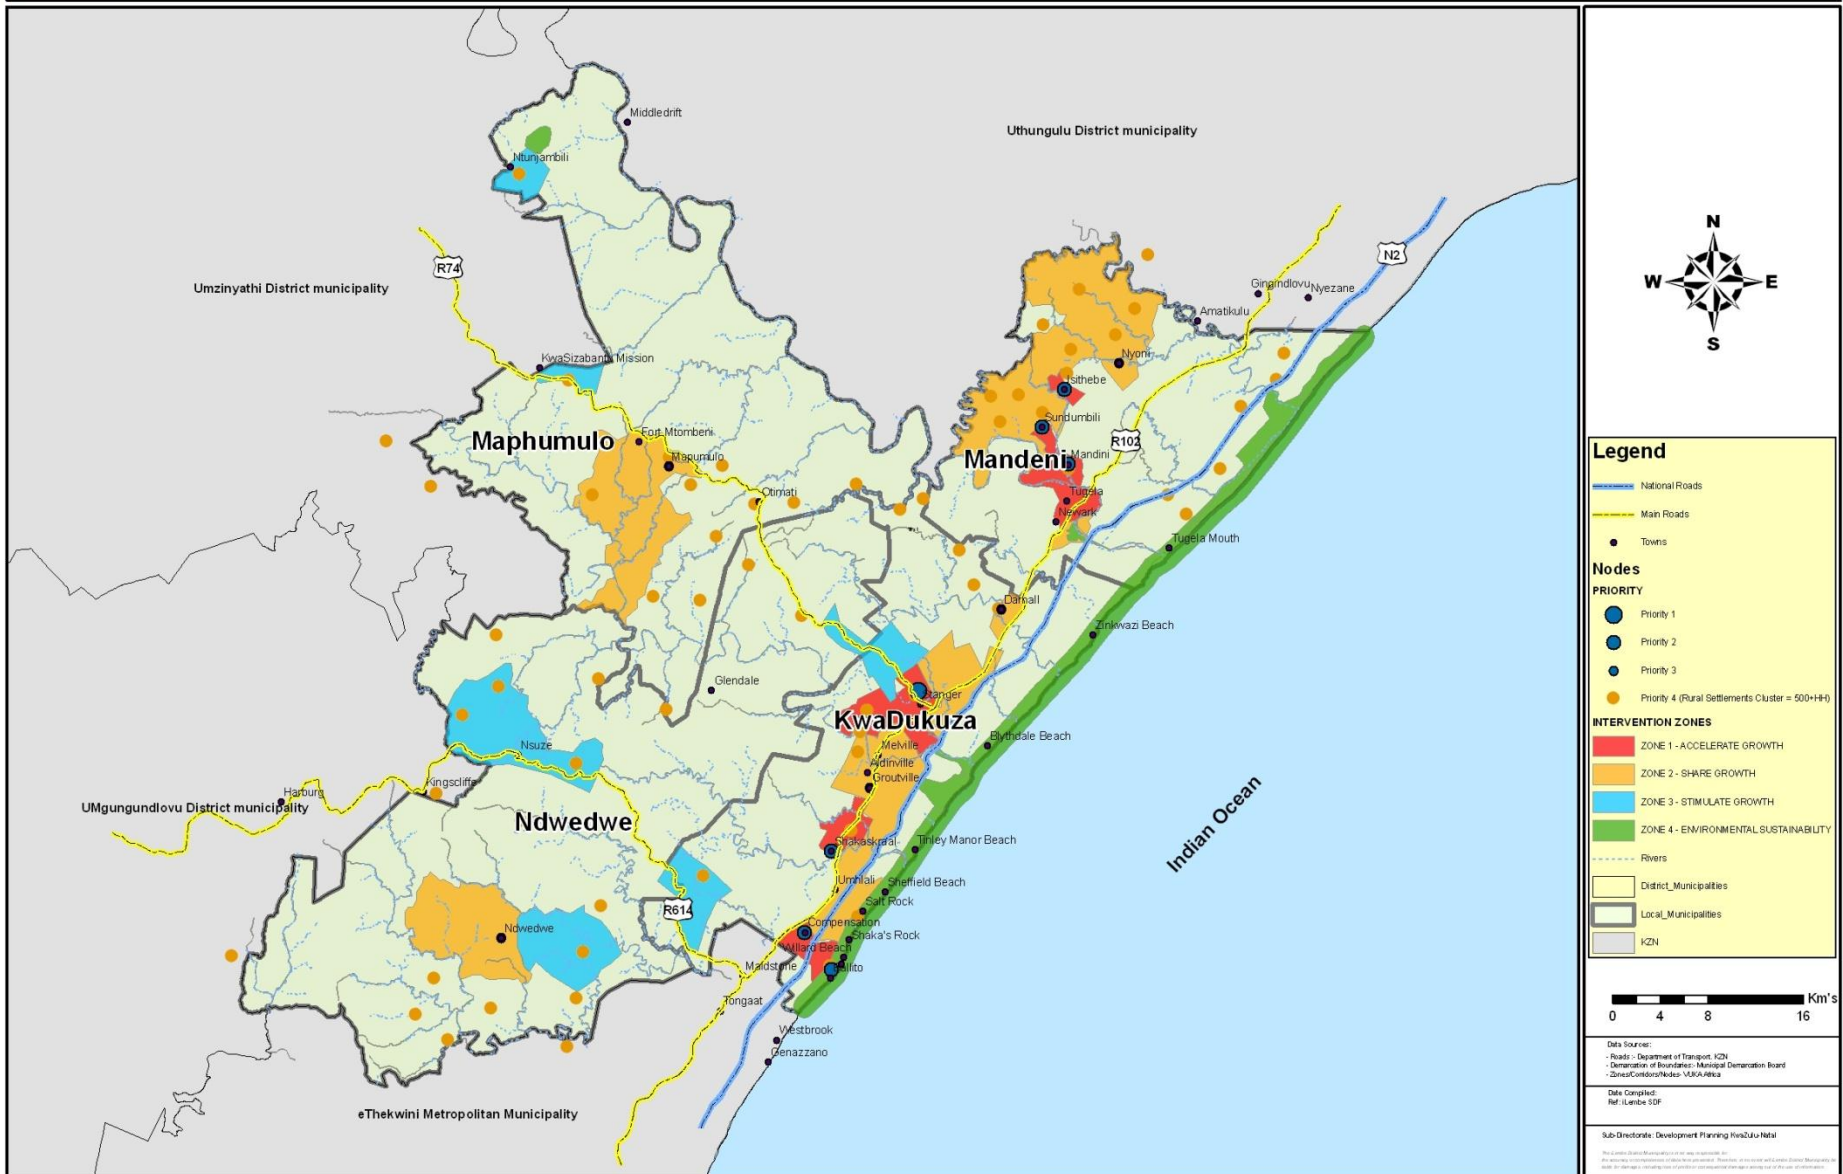 Middledrift
Uthungulu District municipality
Ntunjambili
N2
R74
Umzinyathi District municipality
Gingindlovu
Nyezane
Amatikulu
KwaSizabantu Mission
Nyoni
Isithebe
Sundumbili
Maphumulo
Fort Mtombeni
Mapumulo
R102
Mandeni
Mandini
Otimati
Tugela
Newark
Tugela Mouth
Darnall
Zinkwazi Beach
Glendale
Stanger
KwaDukuza
Nsuze
Melville
Blythdale Beach
Aldinville
Groutville
Kingscliffe
Harburg
UMgungundlovu District municipality
Ndwedwe
Indian Ocean
Shakaskraal
Tinley Manor Beach
Umhlali
Sheffield Beach
R614
Salt Rock
Compensation
Ndwedwe
Shaka's Rock
Willard Beach
Ballito
Maidstone
Tongaat
Westbrook
Genazzano
eThekwini Metropolitan Municipality
N
W E
S
Legend
National Roads
Main Roads
Towns
Nodes
PRIORITY
Priority 1
Priority 2
Priority 3
Priority 4 (Rural Settlements Cluster = 500+HH)
INTERVENTION ZONES
ZONE 1 - ACCELERATE GROWTH
ZONE 2 - SHARE GROWTH
ZONE 3 - STIMULATE GROWTH
ZONE 4 - ENVIRONMENTAL SUSTAINABILITY
Rivers
District_Municipalities
Local_Municipalities
KZN
Km's
0 4 8 16
Data Sources:
- Roads :- Department of Transport, KZN
- Demarcation of Boundaries:- Municipal Demarcation Board
- Zones/Corridors/Nodes- VUKA Africa
Date Compiled:
Ref: iLembe SDF
Sub-Directorate: Development Planning KwaZulu-Natal